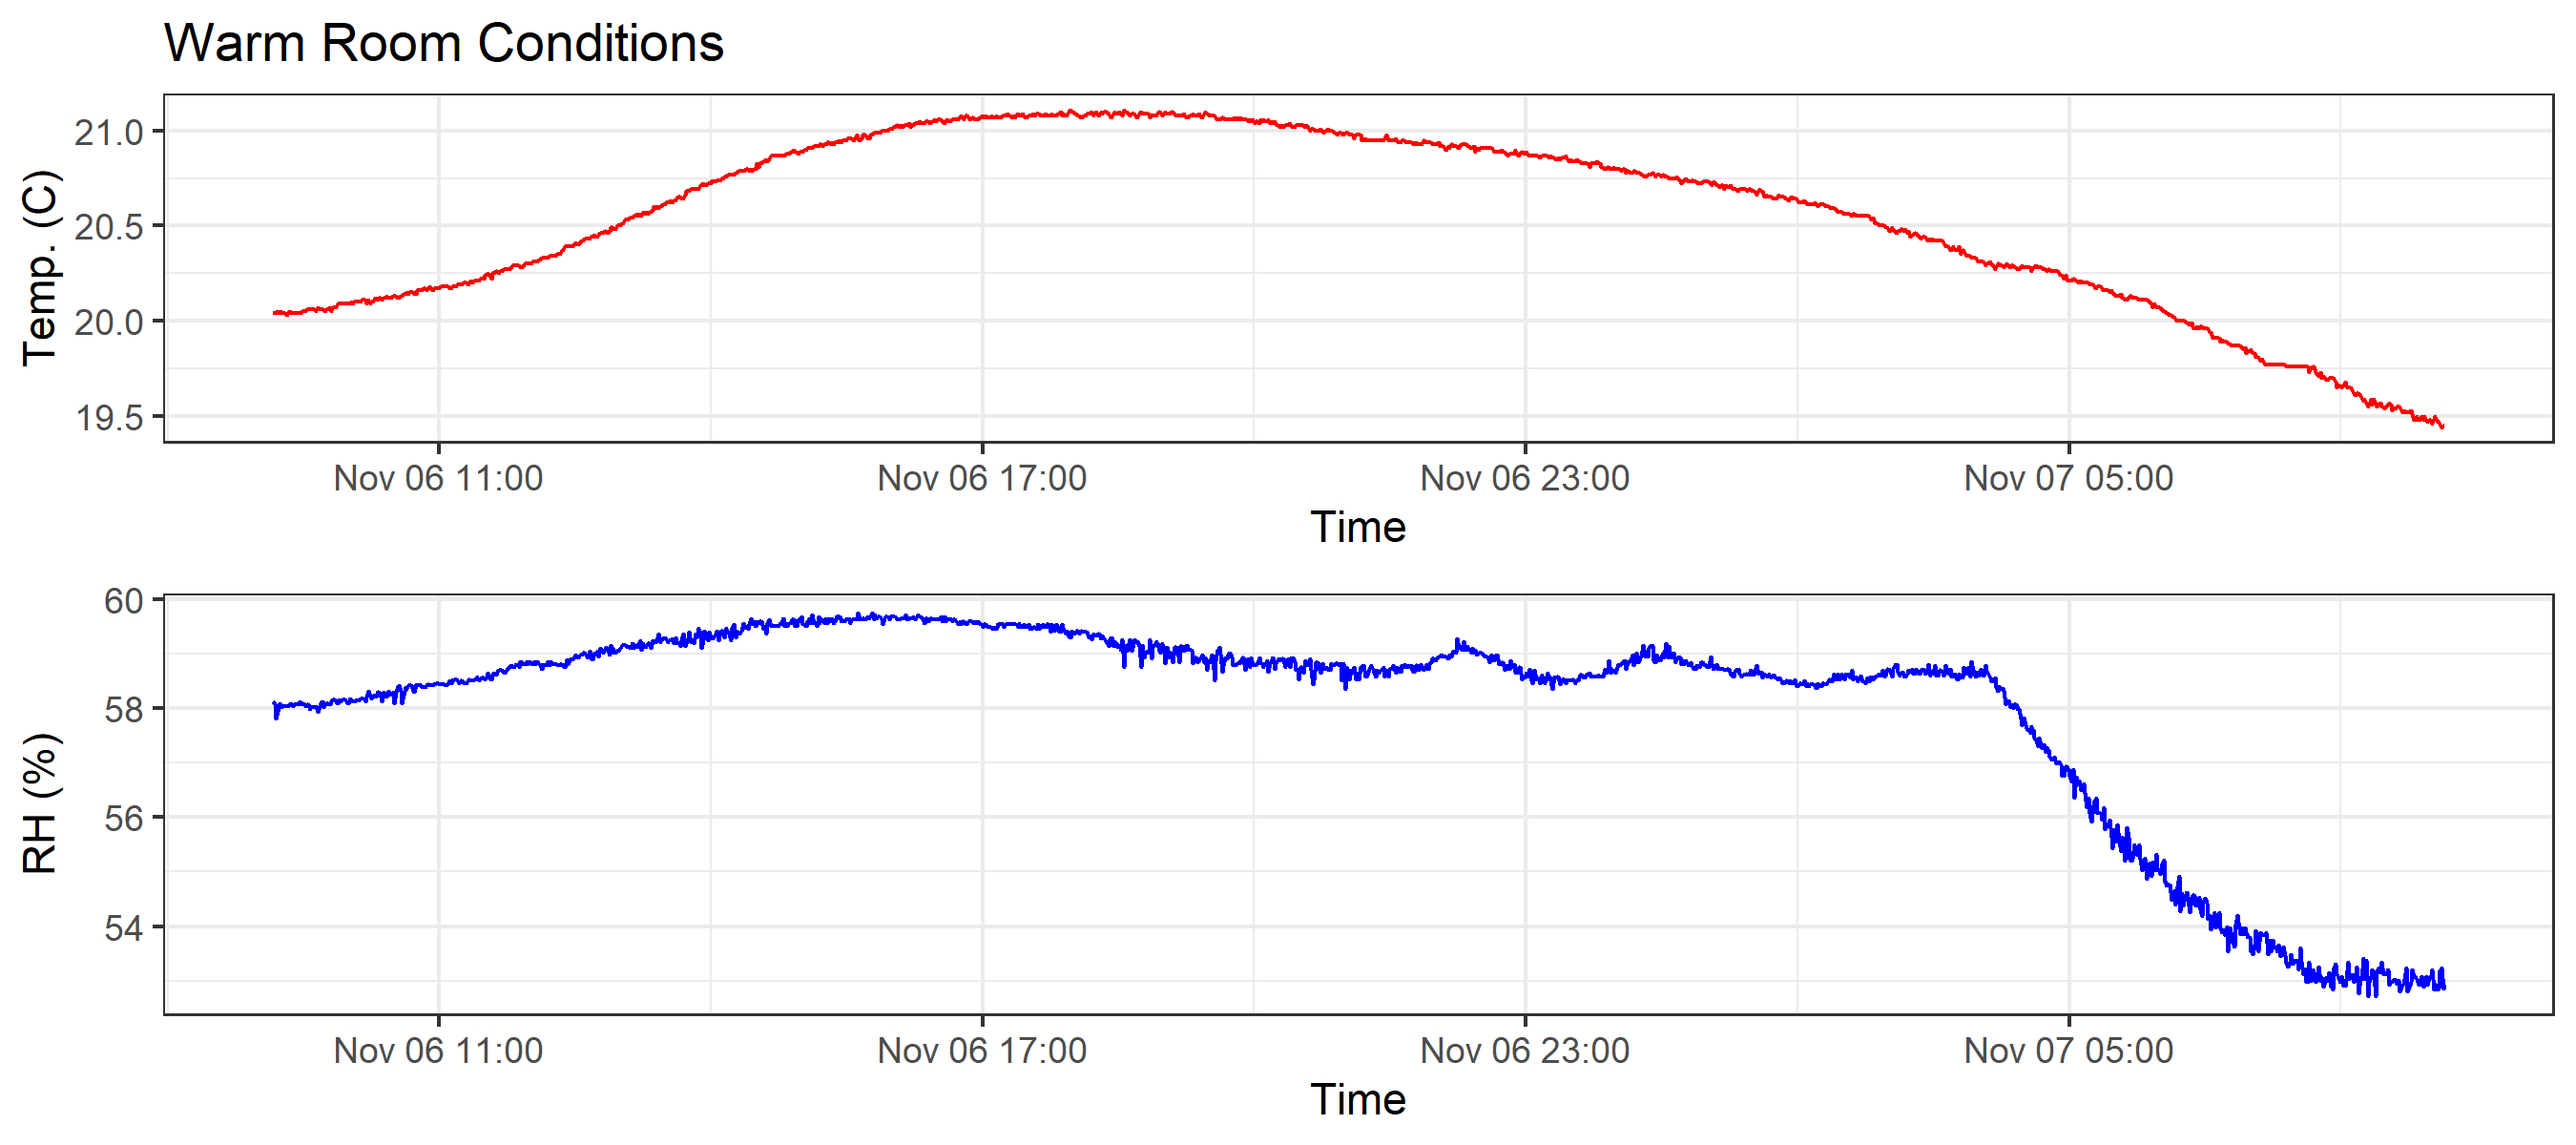 Warm Room Conditions
Temp. (C)
21.0
20.5
20.0
19.5
Nov 06 11:00 Nov 06 17:00 Nov 06 23:00 Nov 07 05:00
Time
RH (%)
60
58
56
54
Nov 06 11:00 Nov 06 17:00 Nov 06 23:00 Nov 07 05:00
Time